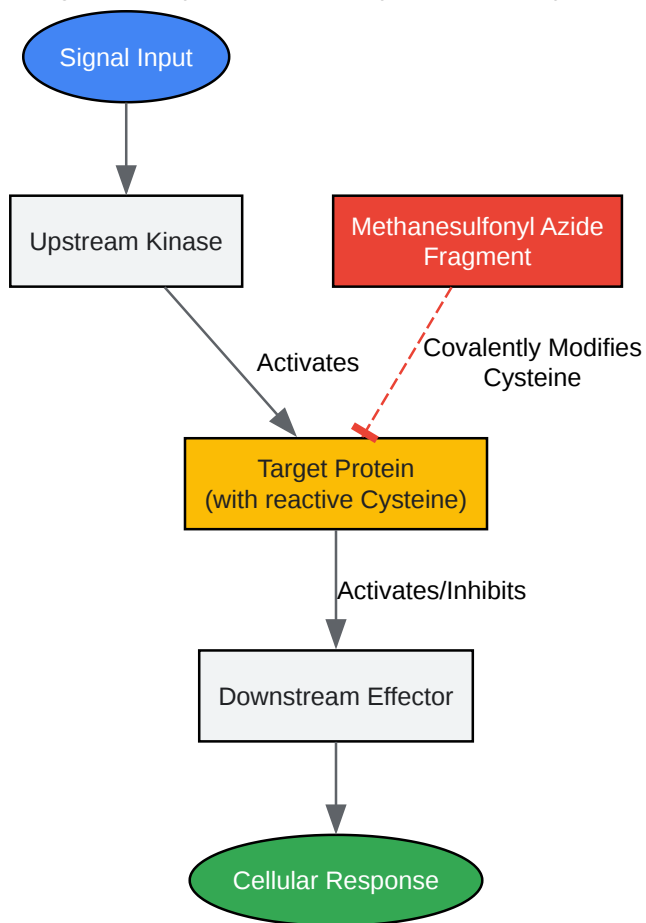 Signal Input
Upstream Kinase
Methanesulfonyl Azide
Fragment
Activates
Covalently Modifies
Cysteine
Target Protein
(with reactive Cysteine)
Activates/Inhibits
Downstream Effector
Cellular Response